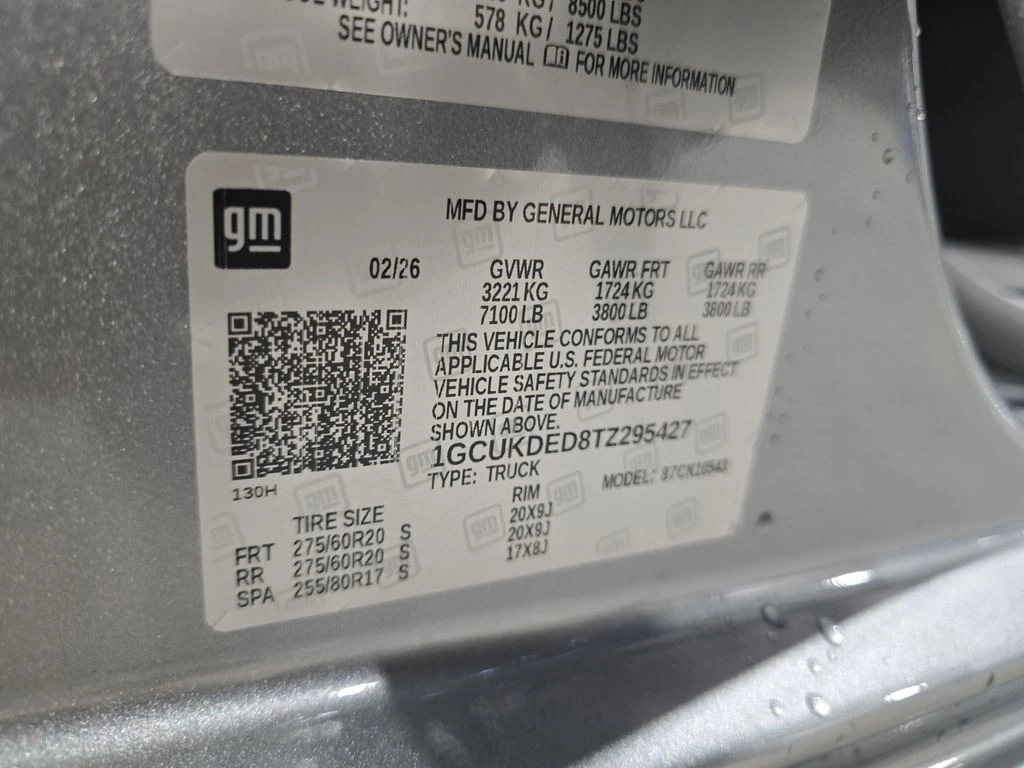 WEIGHT:
KG/ 8500 LBS
578 KG/ 1275 LBS
SEE OWNER'S MANUAL FOR MORE INFORMATION
gm
MFD BY GENERAL MOTORS LLC
02/26 GVWR GAWR FRT GAWR RR
3221 KG 1724 KG 1724 KG
7100 LB 3800 LB 3800 LB
THIS VEHICLE CONFORMS TO ALL
APPLICABLE U.S. FEDERAL MOTOR
VEHICLE SAFETY STANDARDS IN EFFECT
ON THE DATE OF MANUFACTURE
SHOWN ABOVE.
1GCUKDED8TZ295427
TYPE: TRUCK MODEL: 87CK10543
130H
TIRE SIZE RIM
FRT 275/60R20 S 20X9J
RR 275/60R20 S 20X9J
SPA 255/80R17 S 17X8J